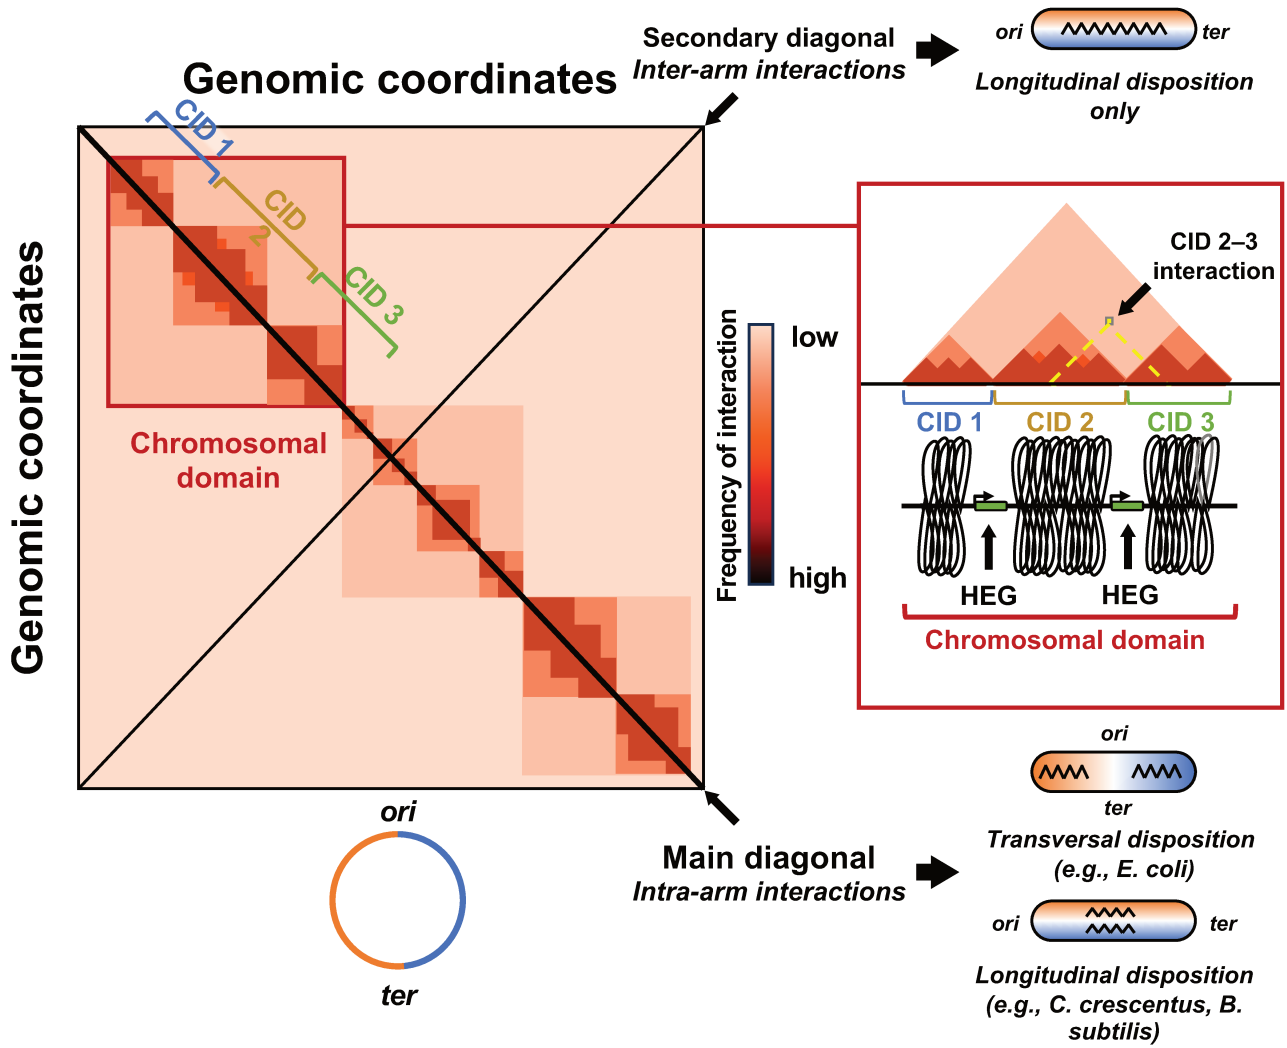 Genomic coordinates
Genomic coordinates
CID 1
CID
2
CID 3
Chromosomal
domain
Secondary diagonal
Inter-arm interactions
ori
ter
Longitudinal disposition
only
Frequency of interaction
low
high
CID 2–3
interaction
CID 1
CID 2
CID 3
HEG
HEG
Chromosomal domain
ori
ter
Main diagonal
Intra-arm interactions
ori
ter
Transversal disposition
(e.g., E. coli)
ori
ter
Longitudinal disposition
(e.g., C. crescentus, B.
subtilis)